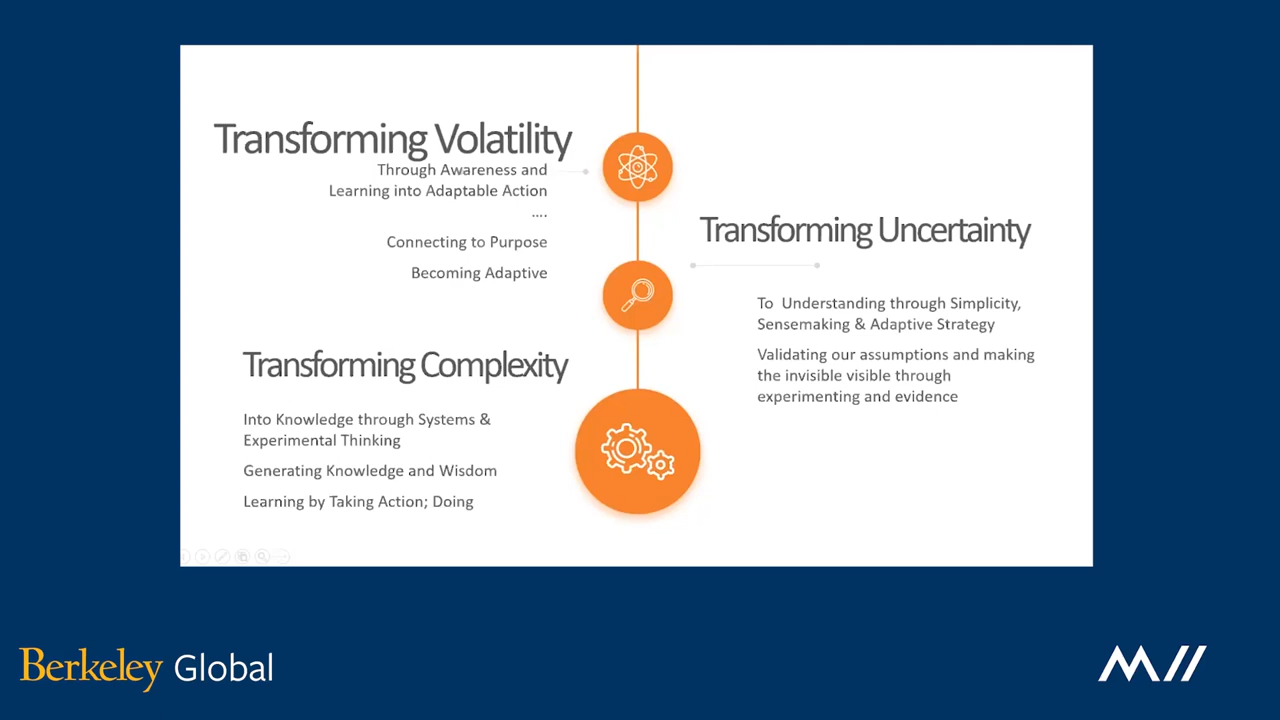 Transforming Volatility
Through Awareness and
Learning into Adaptable Action
....
Connecting to Purpose
Becoming Adaptive
Transforming Uncertainty
To Understanding through Simplicity,
Sensemaking & Adaptive Strategy
Validating our assumptions and making
the invisible visible through
experimenting and evidence
Transforming Complexity
Into Knowledge through Systems &
Experimental Thinking
Generating Knowledge and Wisdom
Learning by Taking Action; Doing
Berkeley Global